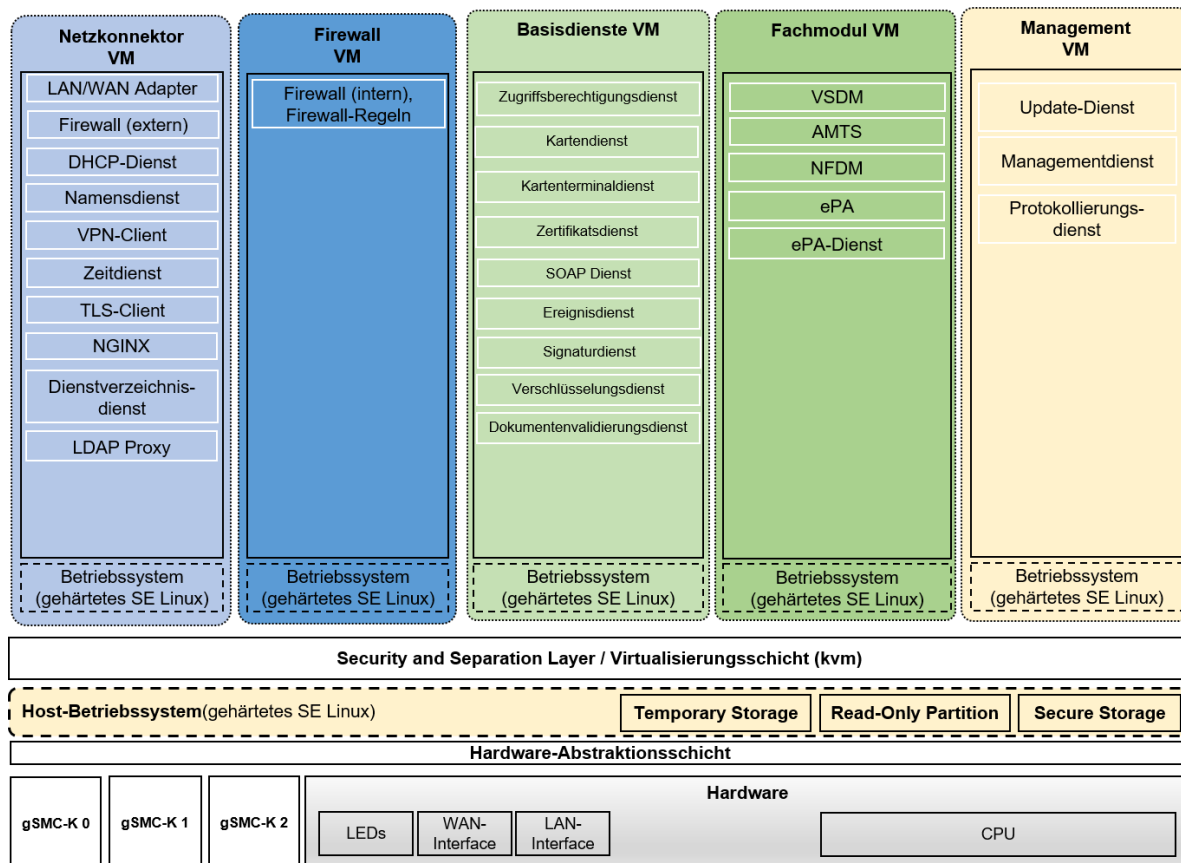 Netzkonnektor
VM
LAN/WAN Adapter
Firewall (extern)
DHCP-Dienst
Namensdienst
VPN-Client
Zeitdienst
TLS-Client
NGINX
Dienstverzeichnis-
dienst
LDAP Proxy
Betriebssystem
(gehärtetes SE Linux)
Firewall
VM
Firewall (intern),
Firewall-Regeln
Betriebssystem
(gehärtetes SE Linux)
Basisdienste VM
Zugriffsberechtigungsdienst
Kartendienst
Kartenterminaldienst
Zertifikatsdienst
SOAP Dienst
Ereignisdienst
Signaturdienst
Verschlüsselungsdienst
Dokumentenvalidierungsdienst
Betriebssystem
(gehärtetes SE Linux)
Fachmodul VM
VSDM
AMTS
NFDM
ePA
ePA-Dienst
Betriebssystem
(gehärtetes SE Linux)
Management
VM
Update-Dienst
Managementdienst
Protokollierungs-
dienst
Betriebssystem
(gehärtetes SE Linux)
Security and Separation Layer / Virtualisierungsschicht (kvm)
Host-Betriebssystem(gehärtetes SE Linux)
Temporary Storage
Read-Only Partition
Secure Storage
Hardware-Abstraktionsschicht
gSMC-K 0
gSMC-K 1
gSMC-K 2
Hardware
LEDs
WAN-
Interface
LAN-
Interface
CPU